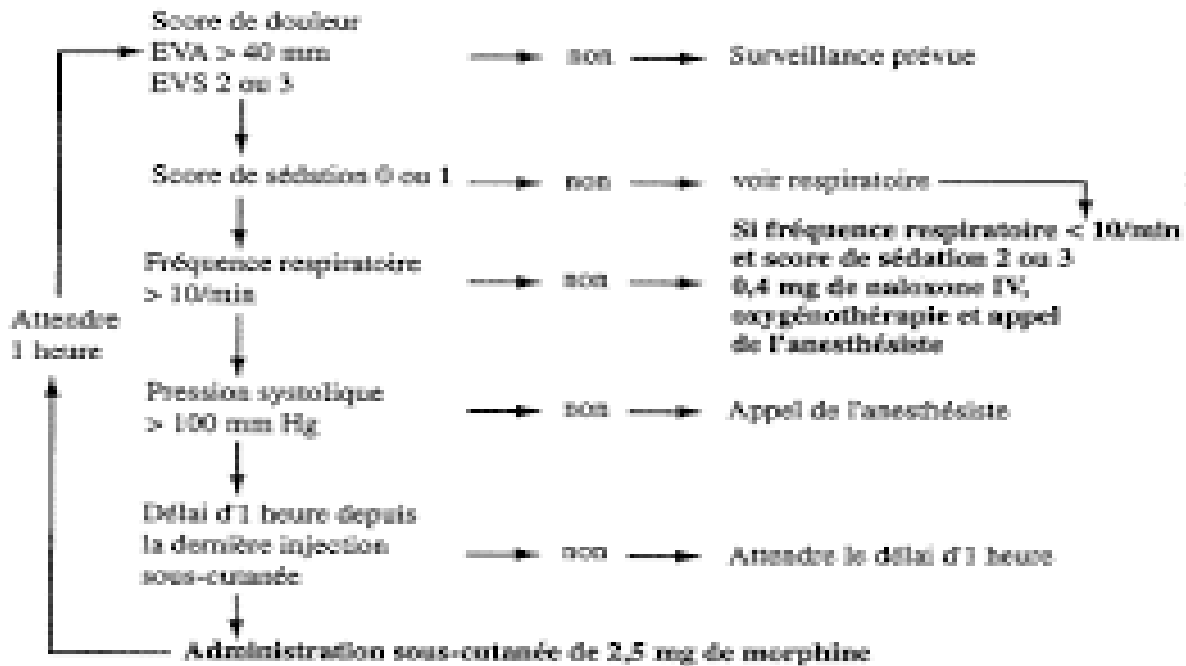 Score de douleur
EVA > 40 mm
EVS 2 ou 3
non
Surveillance prévue
Score de sédation 0 ou 1
non
voir respiratoire
Fréquence respiratoire
> 10/min
non
Si fréquence respiratoire < 10/min
et score de sédation 2 ou 3
0,4 mg de naloxone IV,
oxygénothérapie et appel
de l'anesthésiste
Attendre
1 heure
Pression systolique
> 100 mm Hg
non
Appel de l'anesthésiste
Délai d'1 heure depuis
la dernière injection
sous-cutanée
non
Attendre le délai d'1 heure
Administration sous-cutanée de 2,5 mg de morphine